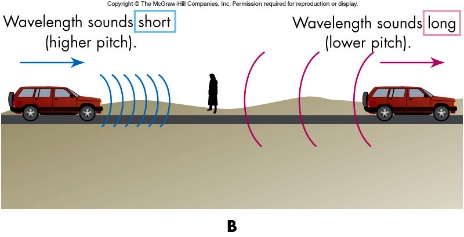 Copyright © The McGraw-Hill Companies, Inc. Permission required for reproduction or display.
Wavelength sounds short
(higher pitch).
Wavelength sounds long
(lower pitch).
B